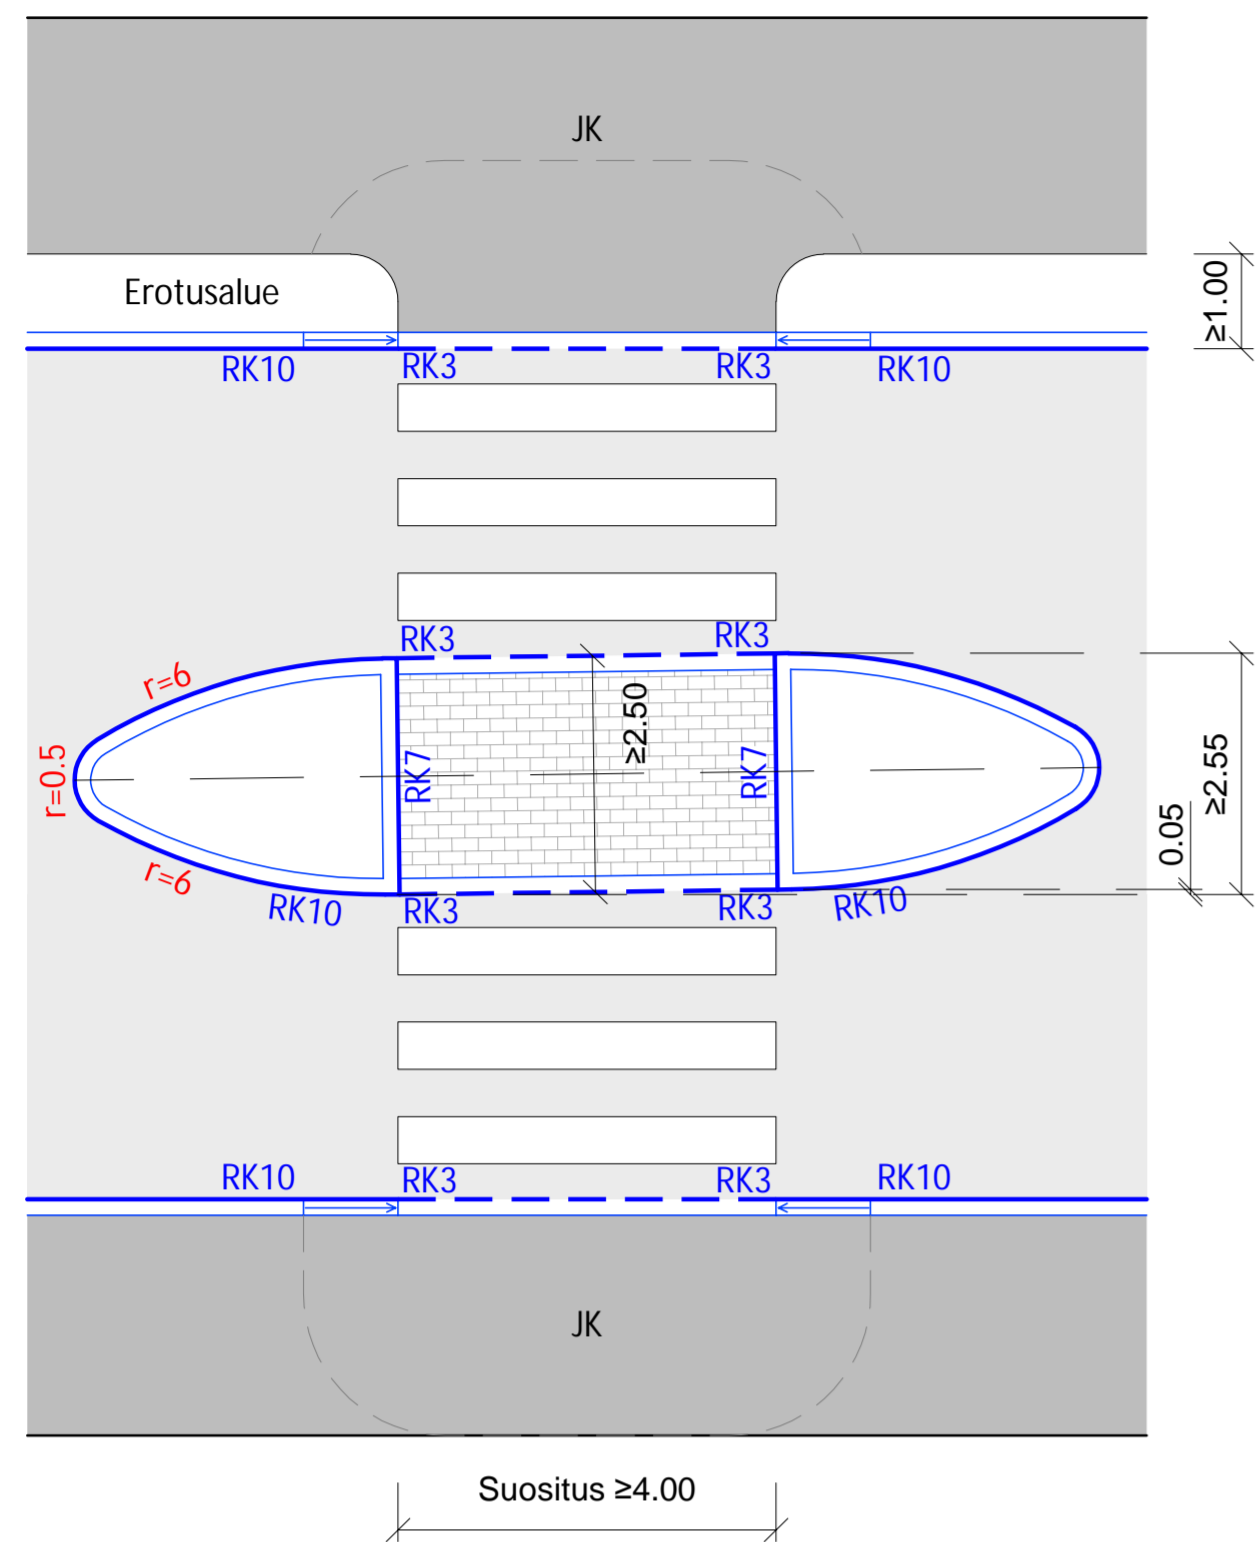 JK
Erotusalue
≥1.00
RK10
RK3
RK3
RK10
RK3
RK3
r=6
r=0.5
r=6
RK7
≥2.50
RK7
≥2.55
0.05
RK10
RK3
RK3
RK10
RK10
RK3
RK3
RK10
JK
Suositus ≥4.00